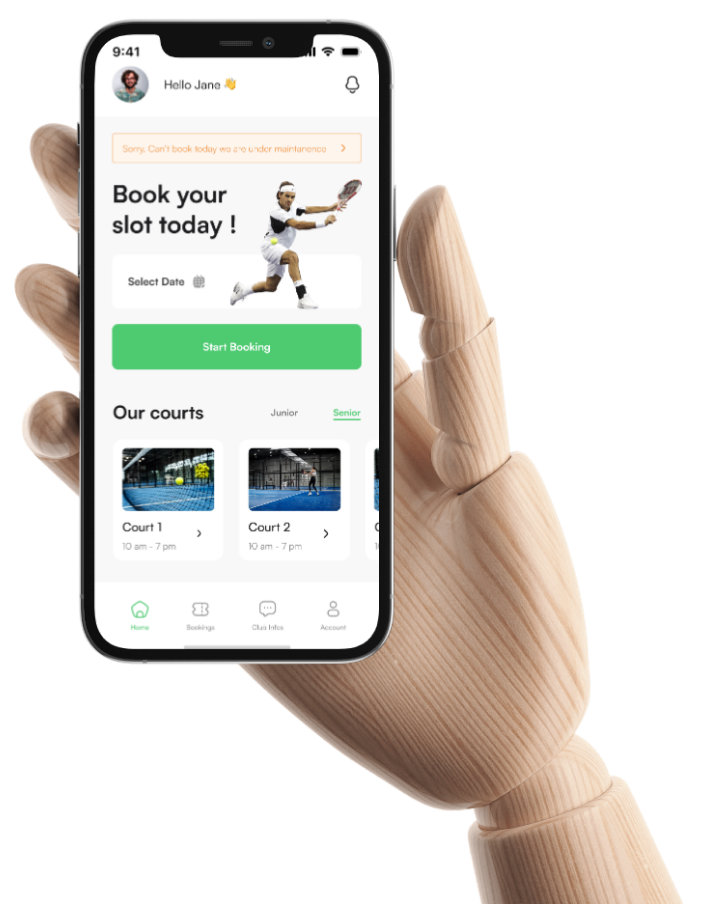 9:41
Hello Jane 👋
Sorry. Can't book today we are under maintanence
Book your
slot today !
Select Date
Start Booking
Our courts
Junior
Senior
Court 1
10 am - 7 pm
Court 2
10 am - 7 pm
Home
Bookings
Club Infos
Account